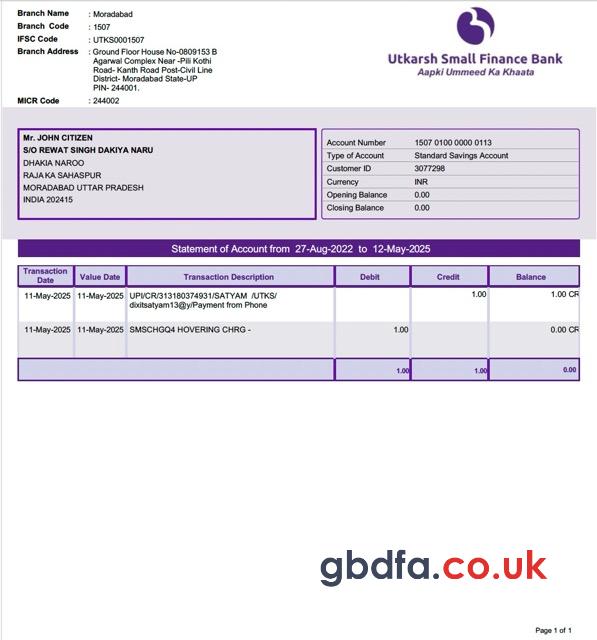 Branch Name : Moradabad
Branch Code : 1507
IFSC Code : UTKS0001507
Branch Address : Ground Floor House No-0809153 B
Agarwal Complex Near -Pili Kothi
Road- Kanth Road Post-Civil Line
District- Moradabad State-UP
PIN- 244001.
MICR Code : 244002
Utkarsh Small Finance Bank
Aapki Ummeed Ka Khaata
Mr. JOHN CITIZEN
S/O REWAT SINGH DAKIYA NARU
DHAKIA NAROO
RAJA KA SAHASPUR
MORADABAD UTTAR PRADESH
INDIA 202415
Account Number 1507 0100 0000 0113
Type of Account Standard Savings Account
Customer ID 3077298
Currency INR
Opening Balance 0.00
Closing Balance 0.00
Statement of Account from 27-Aug-2022 to 12-May-2025
Transaction Date Value Date Transaction Description Debit Credit Balance
11-May-2025 11-May-2025 UPI/CR/313180374931/SATYAM /UTKS/ 1.00 1.00 CR
dixitsatyam13@y/Payment from Phone
11-May-2025 11-May-2025 SMSCHGQ4 HOVERING CHRG - 1.00 0.00 CR
1.00 1.00 0.00
gbdfa.co.uk
Page 1 of 1